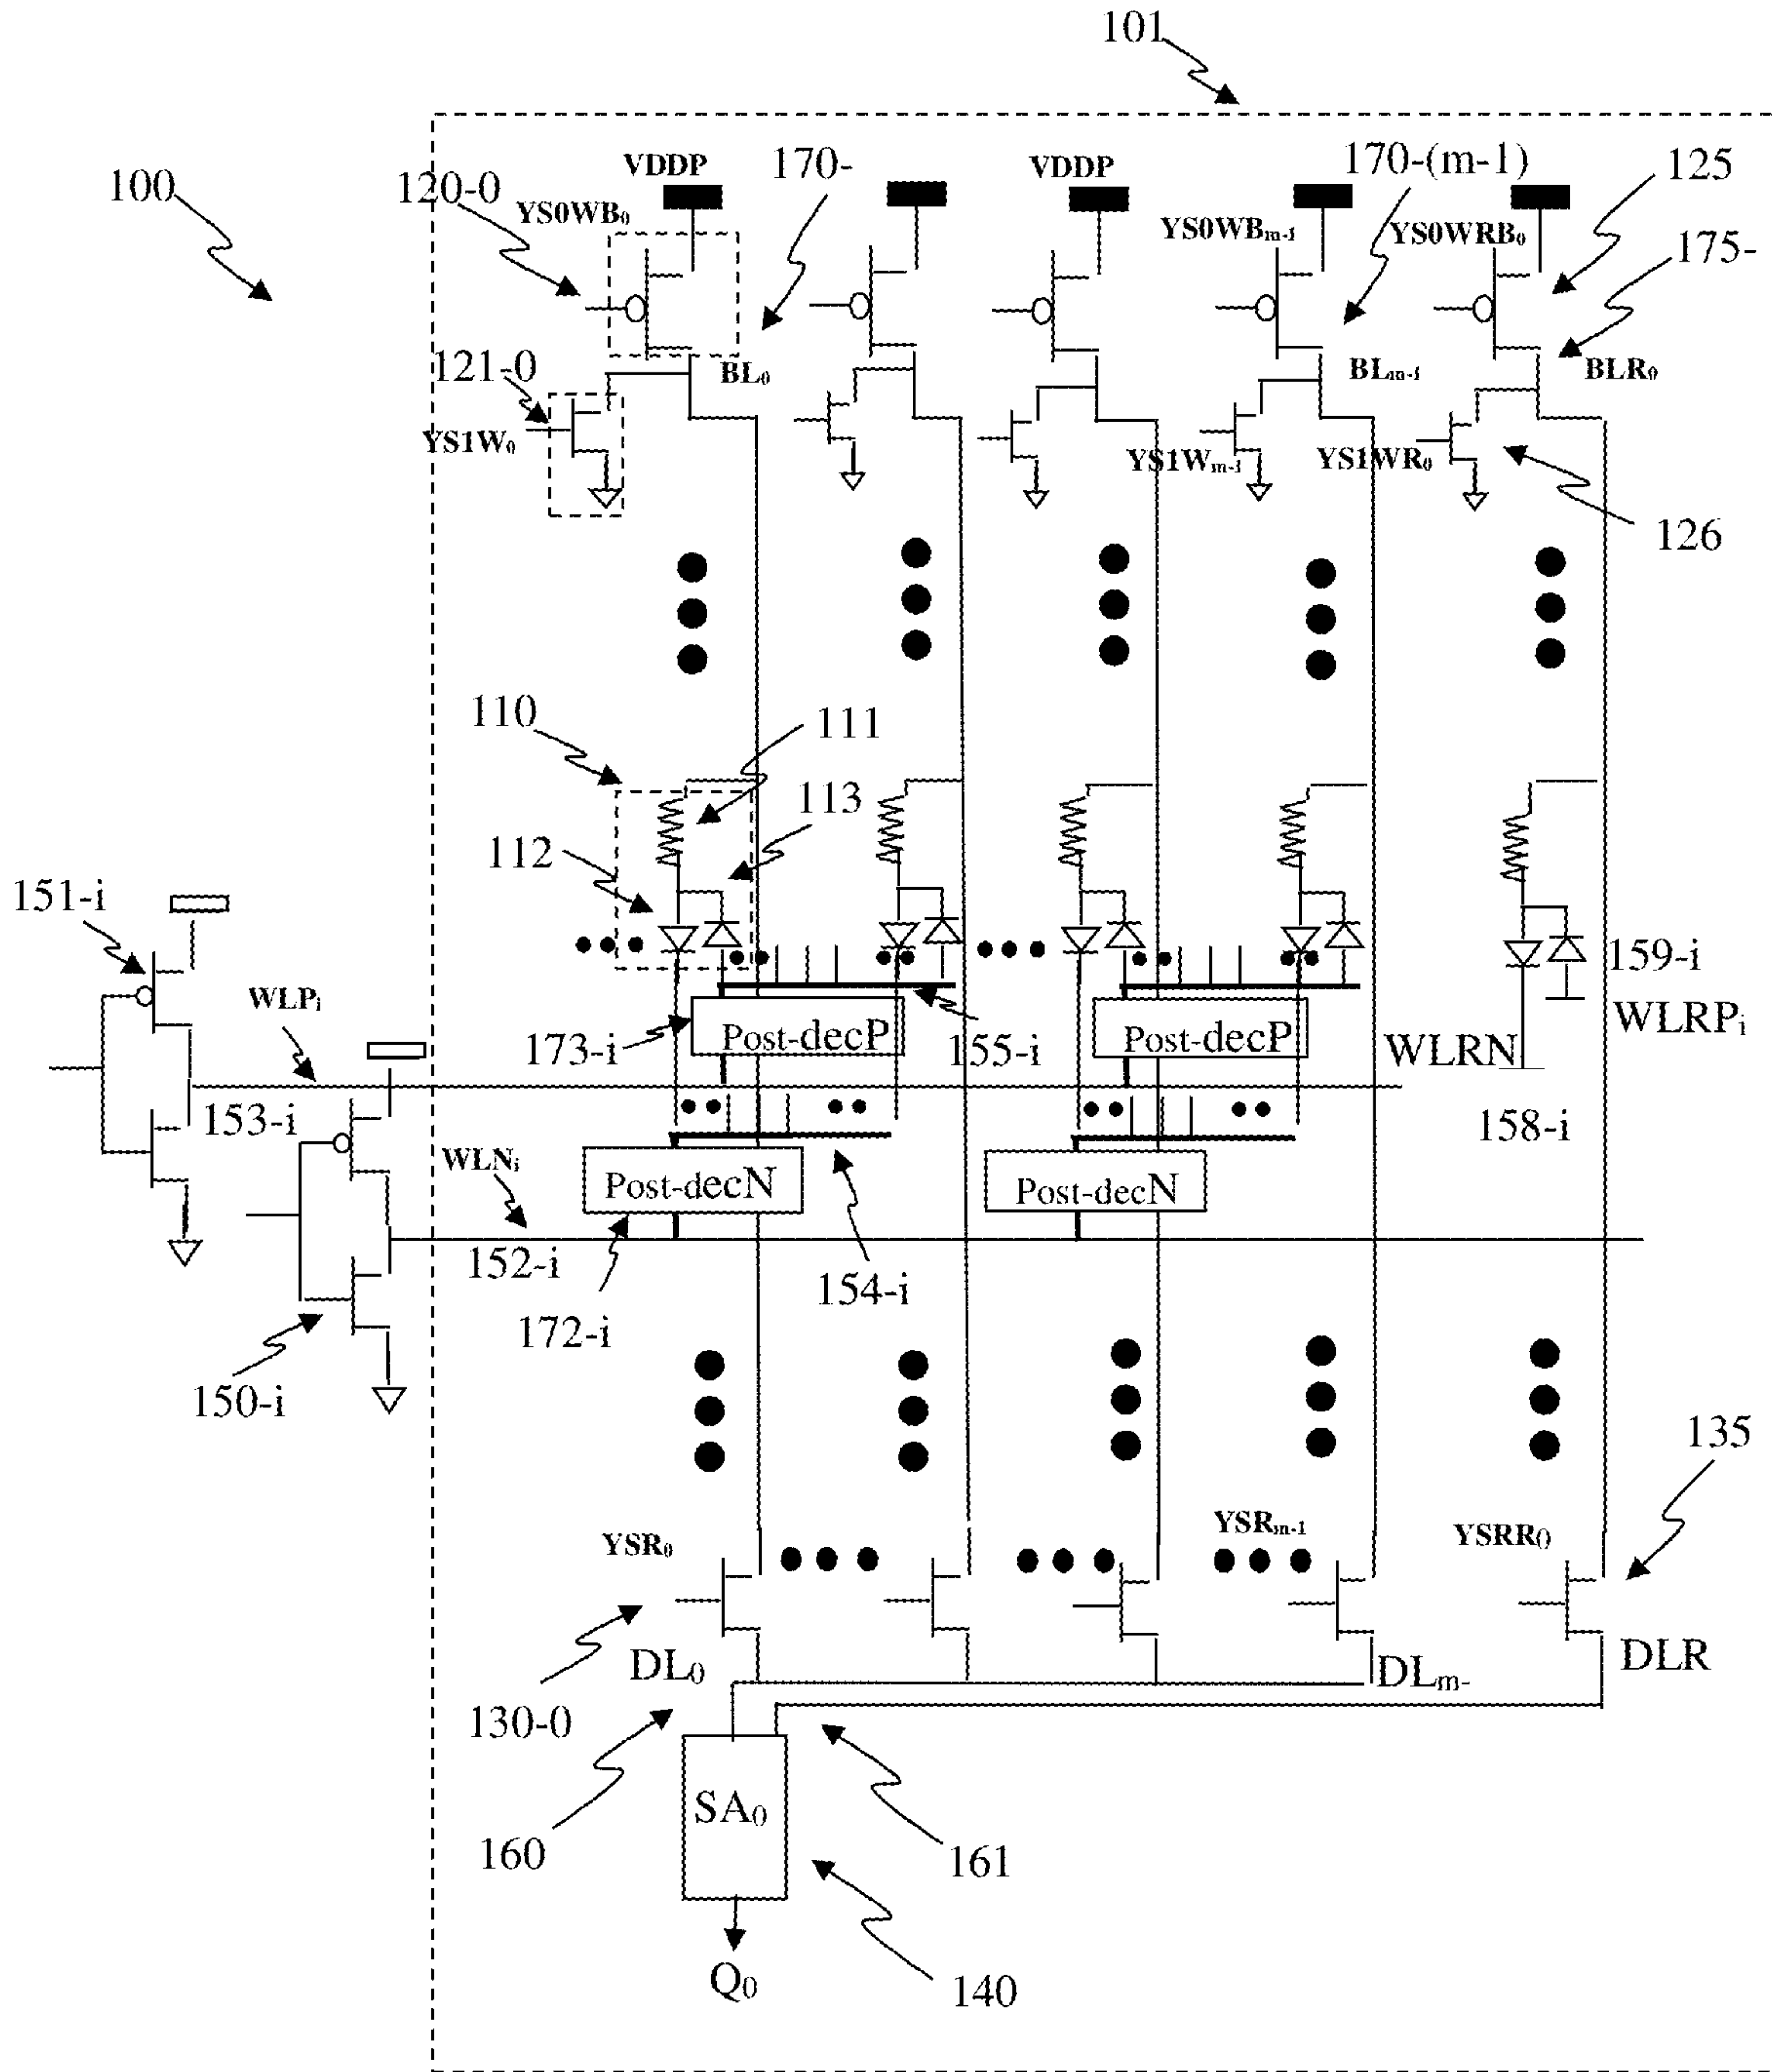 101
100
120-0
VDDP
170-
VDDP
170-(m-1)
125
YS0WB0
YS0WBm-1
YS0WRB0
175-
121-0
BL0
BLm-1
BLR0
YS1W0
YS1Wm-1
YS1WR0
126
110
111
113
112
151-i
159-i
WLRPi
WLPi
173-i
Post-decP
155-i
Post-decP
WLRN
153-i
158-i
WLNi
Post-decN
Post-decN
152-i
154-i
172-i
150-i
135
YSR0
YSRm-1
YSRR0
DL0
DLm-
DLR
130-0
SA0
160
161
Q0
140